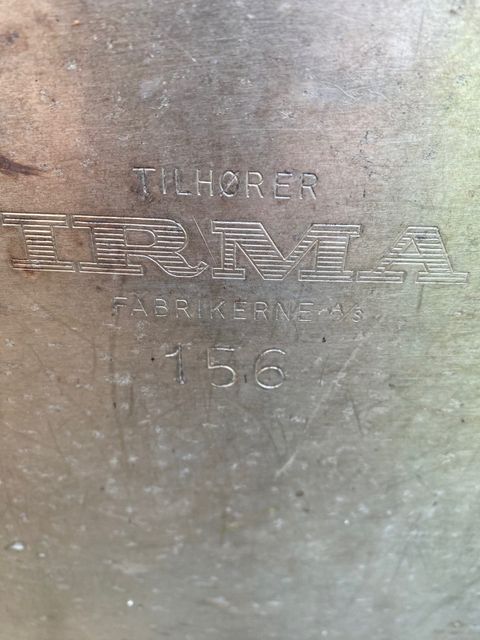 TILHØRER
IRMA
FABRIKERNE A/S
156